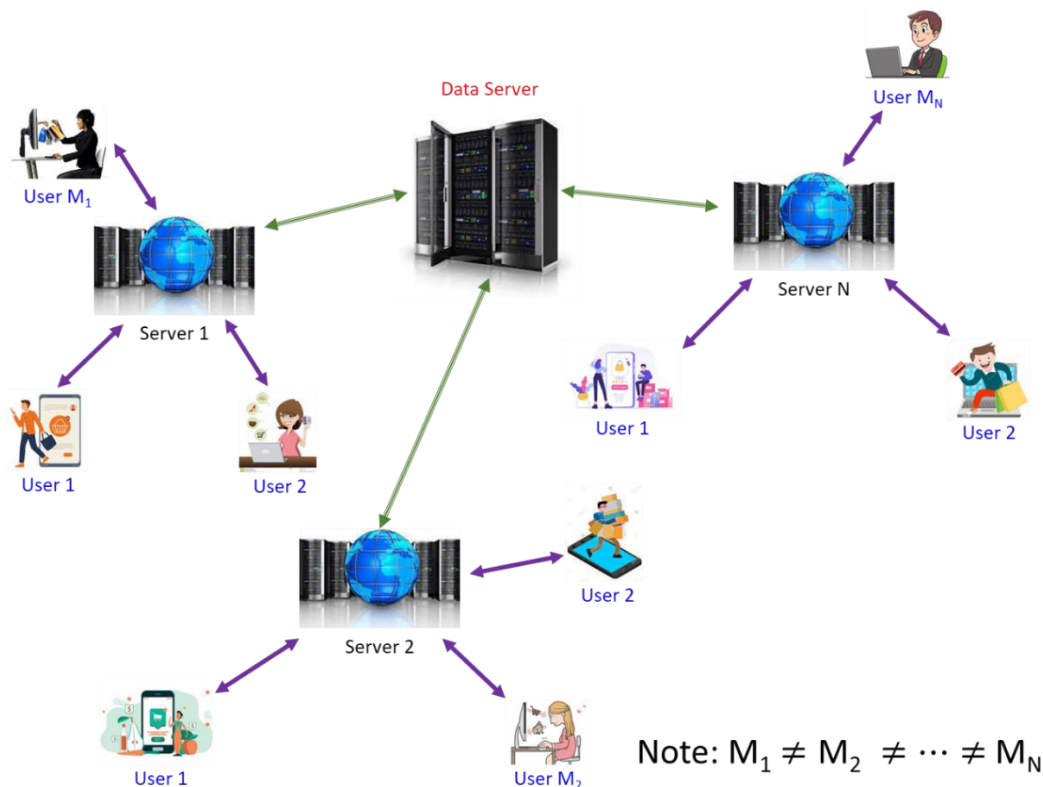 Data Server
User M_N
User M₁
Server 1
Server N
User 1
User 2
User 1
User 2
User 2
Server 2
User 1
User M₂
Note: M₁ ≠ M₂ ≠ ⋯ ≠ M_N